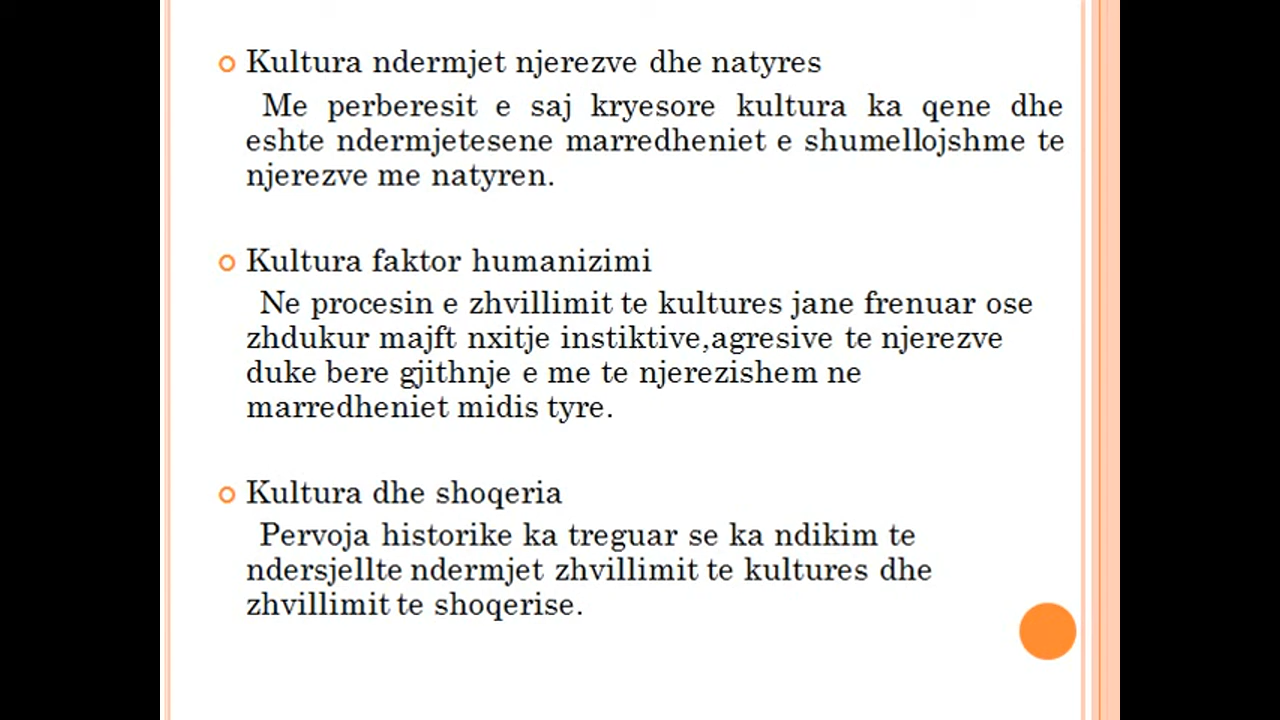 Kultura ndermjet njerezve dhe natyres
Me perberesit e saj kryesore kultura ka qene dhe
eshte ndermjetesene marredheniet e shumellojshme te
njerezve me natyren.
Kultura faktor humanizimi
Ne procesin e zhvillimit te kultures jane frenuar ose
zhdukur majft nxitje instiktive,agresive te njerezve
duke bere gjithnje e me te njerezishem ne
marredheniet midis tyre.
Kultura dhe shoqeria
Pervoja historike ka treguar se ka ndikim te
ndersjellte ndermjet zhvillimit te kultures dhe
zhvillimit te shoqerise.